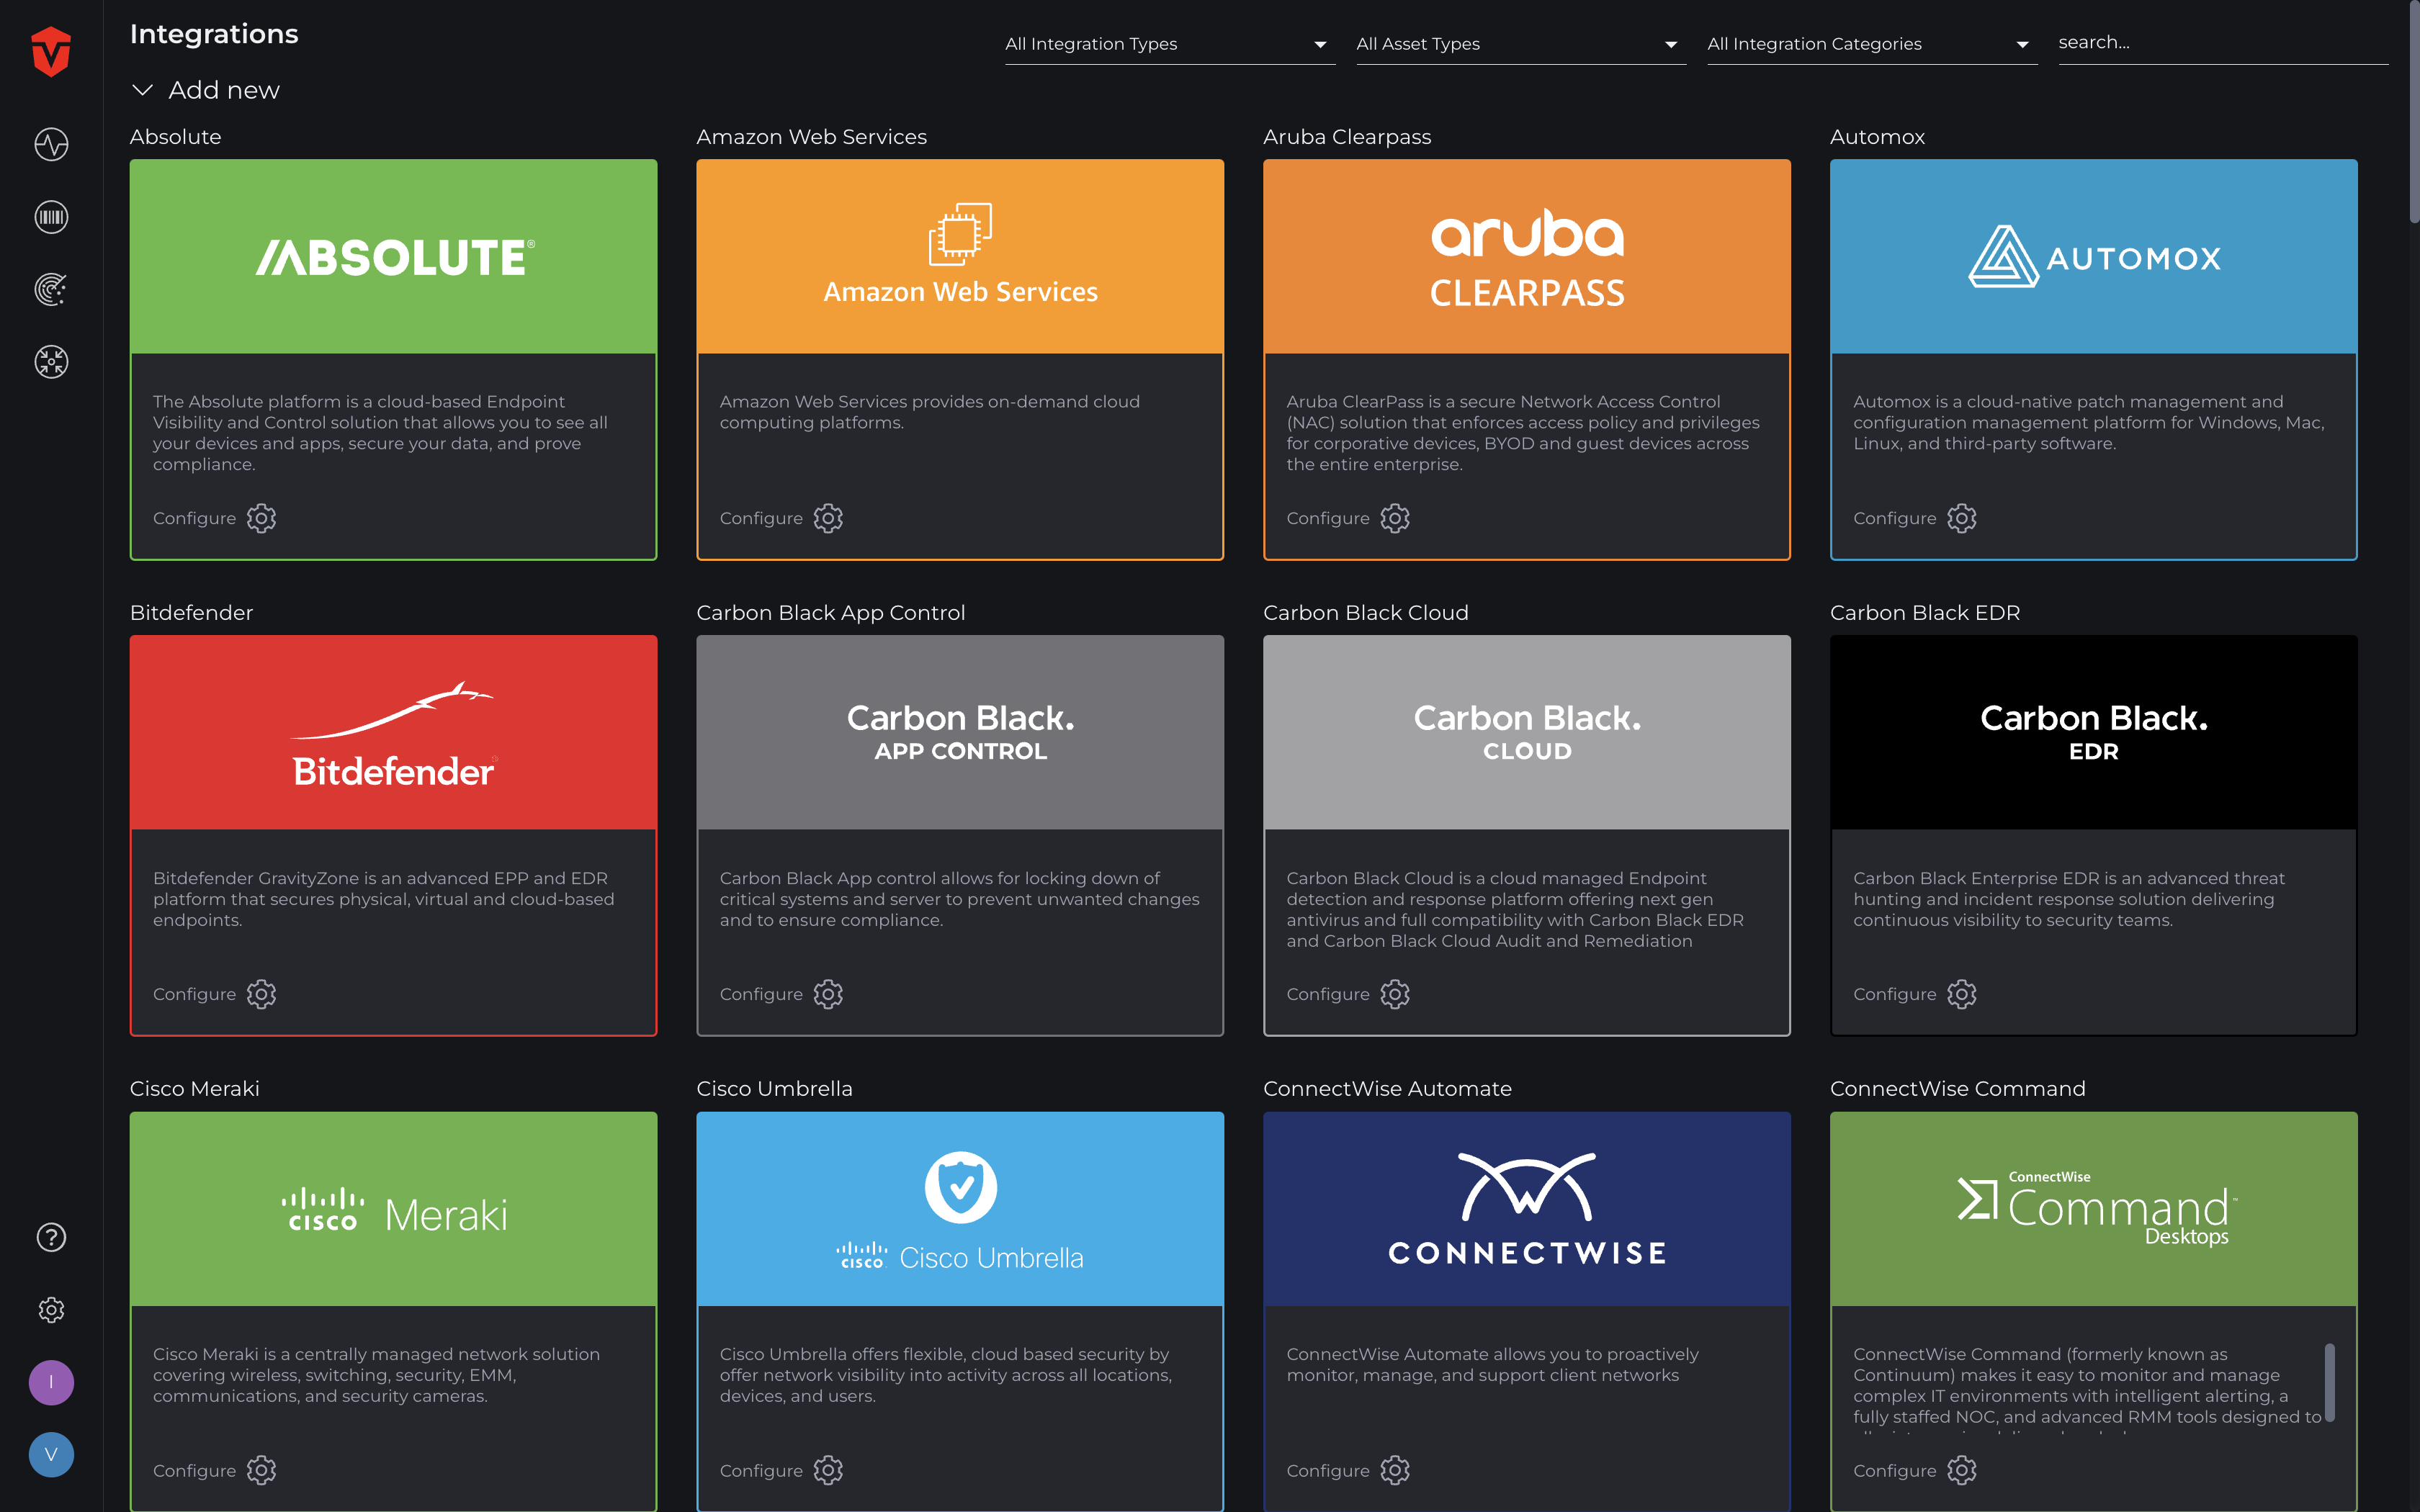 Integrations
All Integration Types
All Asset Types
All Integration Categories
search...
Add new
Absolute
Amazon Web Services
Aruba Clearpass
Automox
ABSOLUTE®
Amazon Web Services
aruba
CLEARPASS
AUTOMOX
The Absolute platform is a cloud-based Endpoint
Visibility and Control solution that allows you to see all
your devices and apps, secure your data, and prove
compliance.
Configure
Amazon Web Services provides on-demand cloud
computing platforms.
Configure
Aruba ClearPass is a secure Network Access Control
(NAC) solution that enforces access policy and privileges
for corporative devices, BYOD and guest devices across
the entire enterprise.
Configure
Automox is a cloud-native patch management and
configuration management platform for Windows, Mac,
Linux, and third-party software.
Configure
Bitdefender
Carbon Black App Control
Carbon Black Cloud
Carbon Black EDR
Bitdefender®
Carbon Black.
APP CONTROL
Carbon Black.
CLOUD
Carbon Black.
EDR
Bitdefender GravityZone is an advanced EPP and EDR
platform that secures physical, virtual and cloud-based
endpoints.
Configure
Carbon Black App control allows for locking down of
critical systems and server to prevent unwanted changes
and to ensure compliance.
Configure
Carbon Black Cloud is a cloud managed Endpoint
detection and response platform offering next gen
antivirus and full compatibility with Carbon Black EDR
and Carbon Black Cloud Audit and Remediation
Configure
Carbon Black Enterprise EDR is an advanced threat
hunting and incident response solution delivering
continuous visibility to security teams.
Configure
Cisco Meraki
Cisco Umbrella
ConnectWise Automate
ConnectWise Command
CISCO Meraki
CISCO. Cisco Umbrella
CONNECTWISE
ConnectWise
Command™
Desktops
Cisco Meraki is a centrally managed network solution
covering wireless, switching, security, EMM,
communications, and security cameras.
Configure
Cisco Umbrella offers flexible, cloud based security by
offer network visibility into activity across all locations,
devices, and users.
Configure
ConnectWise Automate allows you to proactively
monitor, manage, and support client networks
Configure
ConnectWise Command (formerly known as
Continuum) makes it easy to monitor and manage
complex IT environments with intelligent alerting, a
fully staffed NOC, and advanced RMM tools designed to
Configure
?
I
V